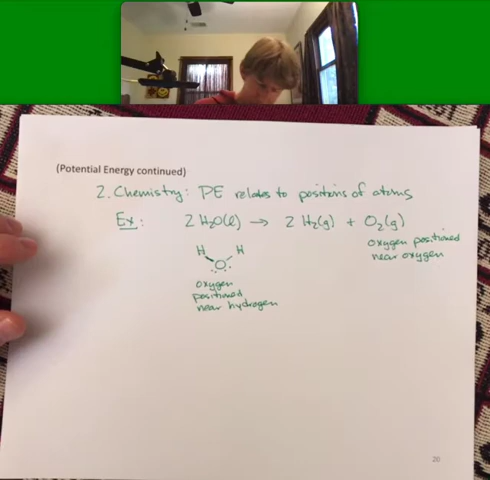 (Potential Energy continued)
2. Chemistry: PE relates to positions of atoms
Ex: 2 H₂O(l) → 2 H₂(g) + O₂(g)
oxygen positioned
near oxygen
H H
O
oxygen
positioned
near hydrogen
20